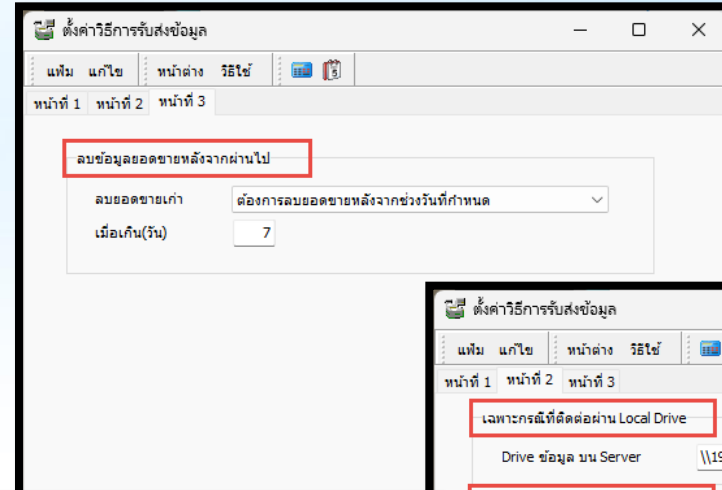 ตั้งค่าวิธีการรับส่งข้อมูล
แฟ้ม แก้ไข หน้าต่าง วิธีใช้
หน้าที่ 1 หน้าที่ 2 หน้าที่ 3
ลบข้อมูลยอดขายหลังจากผ่านไป
ลบยอดขายเก่า ต้องการลบยอดขายหลังจากช่วงวันที่กำหนด
เมื่อเกิน(วัน) 7
ตั้งค่าวิธีการรับส่งข้อมูล
แฟ้ม แก้ไข หน้าต่าง วิธีใช้
หน้าที่ 1 หน้าที่ 2 หน้าที่ 3
เฉพาะกรณีที่ติดต่อผ่าน Local Drive
Drive ข้อมูล บน Server \\19